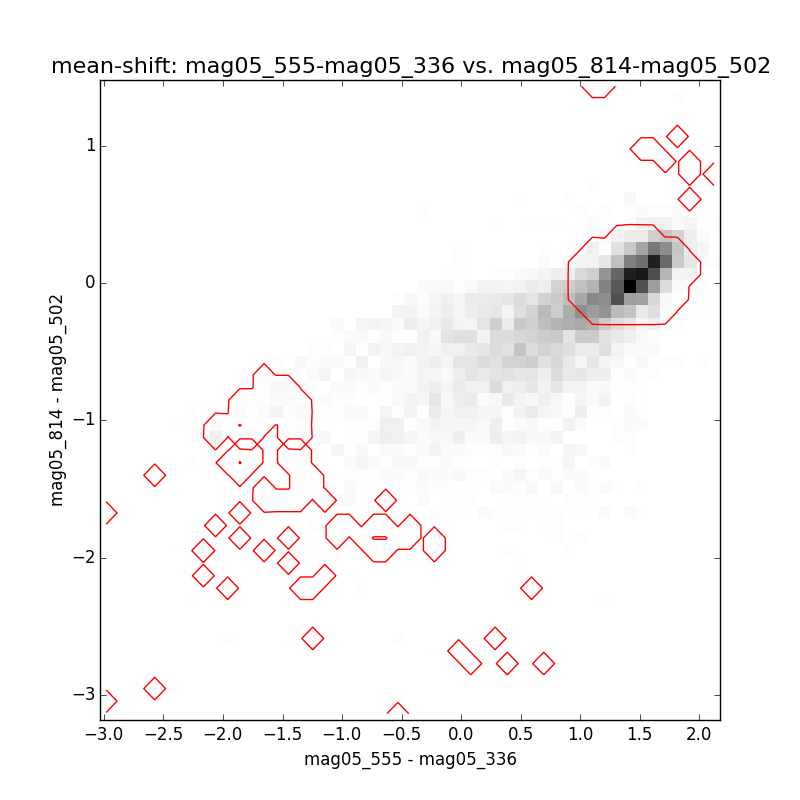 mean-shift: mag05_555-mag05_336 vs. mag05_814-mag05_502
1
0
−1
−2
−3
mag05_814 - mag05_502
−3.0 −2.5 −2.0 −1.5 −1.0 −0.5 0.0 0.5 1.0 1.5 2.0
mag05_555 - mag05_336